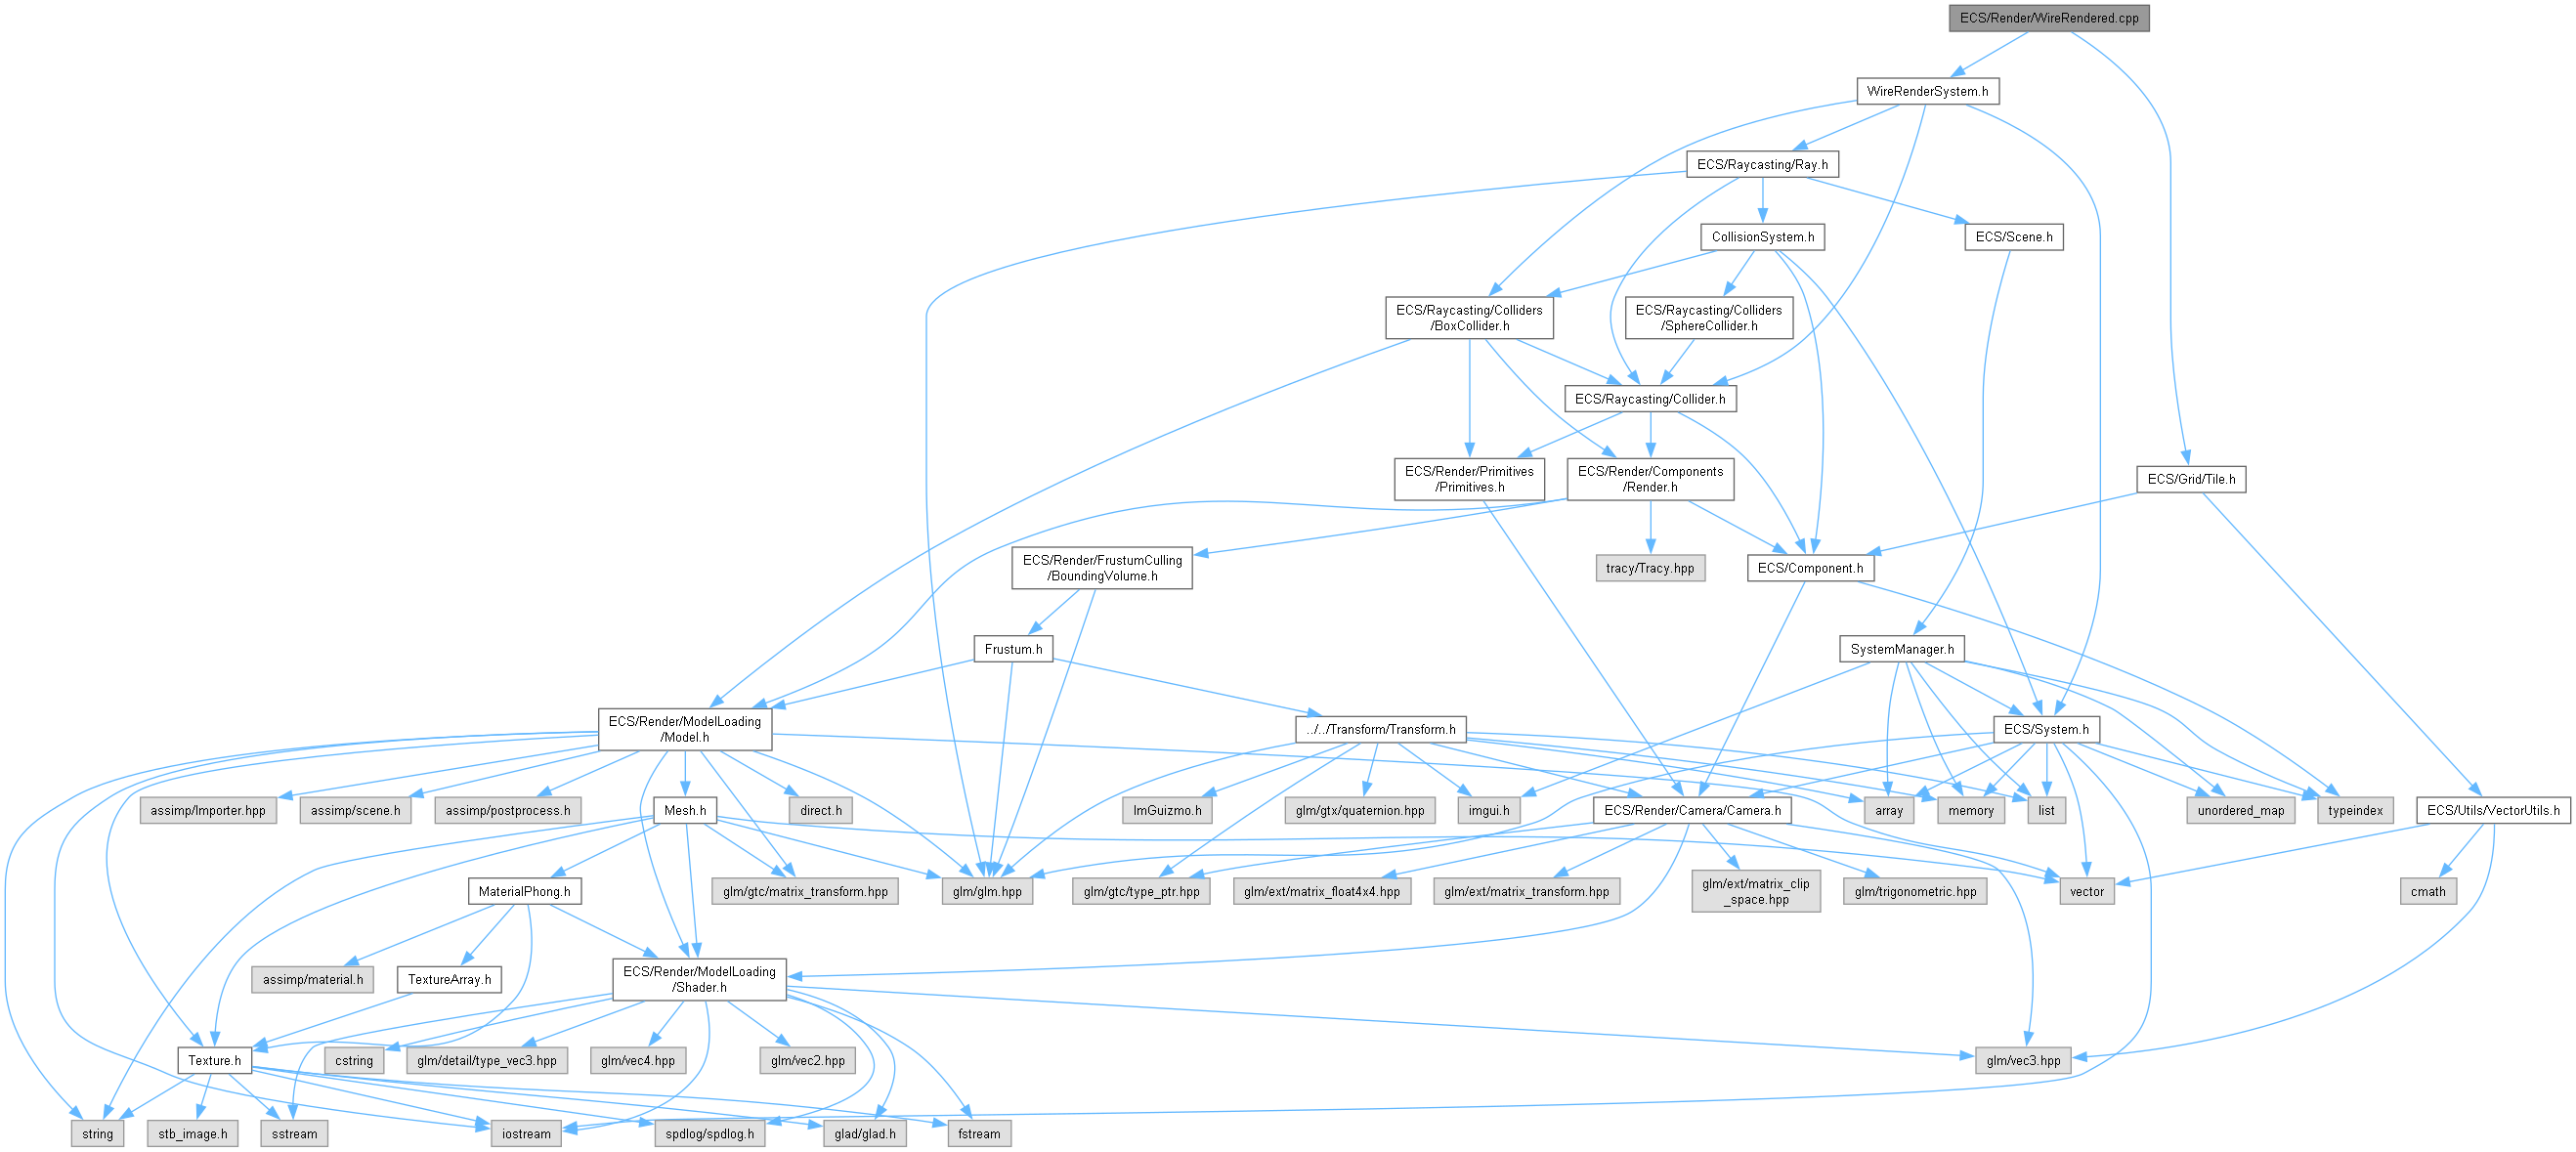 ECS/Render/WireRendered.cpp
WireRenderSystem.h
ECS/Raycasting/Ray.h
CollisionSystem.h
ECS/Scene.h
ECS/Raycasting/Colliders
/BoxCollider.h
ECS/Raycasting/Colliders
/SphereCollider.h
ECS/Raycasting/Collider.h
ECS/Render/Primitives
/Primitives.h
ECS/Render/Components
/Render.h
ECS/Grid/Tile.h
ECS/Render/FrustumCulling
/BoundingVolume.h
tracy/Tracy.hpp
ECS/Component.h
Frustum.h
SystemManager.h
ECS/Render/ModelLoading
/Model.h
../../Transform/Transform.h
ECS/System.h
assimp/Importer.hpp
assimp/scene.h
assimp/postprocess.h
Mesh.h
direct.h
ImGuizmo.h
glm/gtx/quaternion.hpp
imgui.h
ECS/Render/Camera/Camera.h
array
memory
list
unordered_map
typeindex
ECS/Utils/VectorUtils.h
MaterialPhong.h
glm/gtc/matrix_transform.hpp
glm/glm.hpp
glm/gtc/type_ptr.hpp
glm/ext/matrix_float4x4.hpp
glm/ext/matrix_transform.hpp
glm/ext/matrix_clip
_space.hpp
glm/trigonometric.hpp
vector
cmath
assimp/material.h
TextureArray.h
ECS/Render/ModelLoading
/Shader.h
Texture.h
cstring
glm/detail/type_vec3.hpp
glm/vec4.hpp
glm/vec2.hpp
glm/vec3.hpp
string
stb_image.h
sstream
iostream
spdlog/spdlog.h
glad/glad.h
fstream